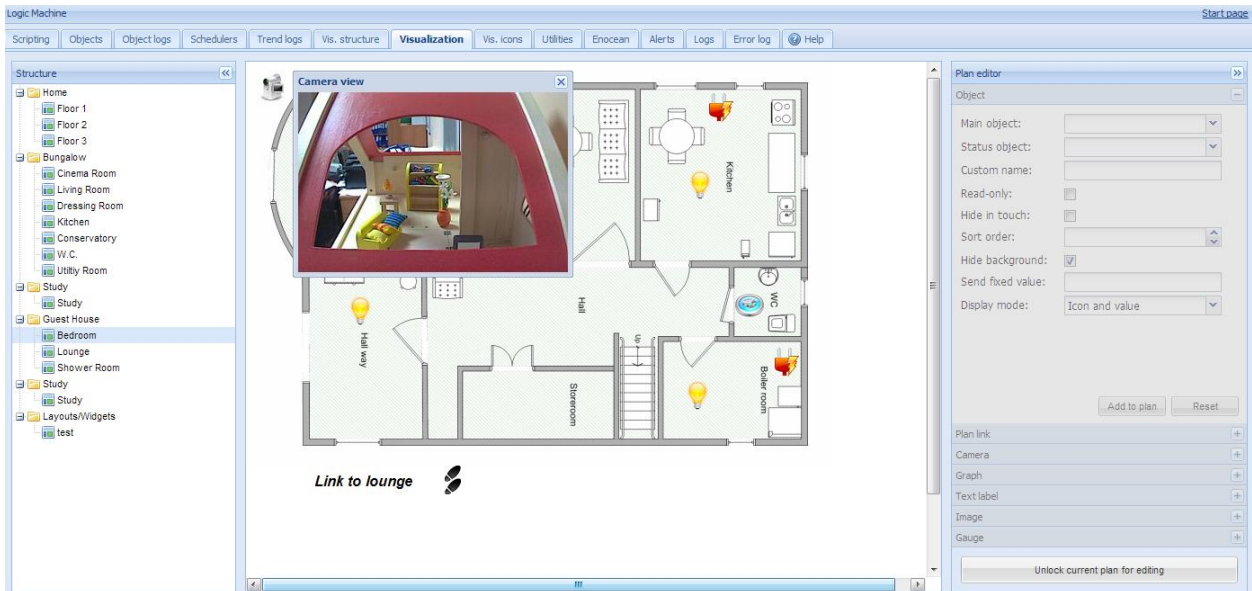 Logic Machine
Start page
Scripting Objects Object logs Schedulers Trend logs Vis. structure Visualization Vis. icons Utilities Enocean Alerts Logs Error log Help
Structure
Home
Floor 1
Floor 2
Floor 3
Bungalow
Cinema Room
Living Room
Dressing Room
Kitchen
Conservatory
W.C.
Utiltiy Room
Study
Study
Guest House
Bedroom
Lounge
Shower Room
Study
Study
Layouts/Widgets
test
Camera view
Kitchen
Hall
WC
Hall way
Up
Storeroom
Boiler room
Link to lounge
Plan editor
Object
Main object:
Status object:
Custom name:
Read-only:
Hide in touch:
Sort order:
Hide background:
Send fixed value:
Display mode: Icon and value
Add to plan Reset
Plan link
Camera
Graph
Text label
Image
Gauge
Unlock current plan for editing